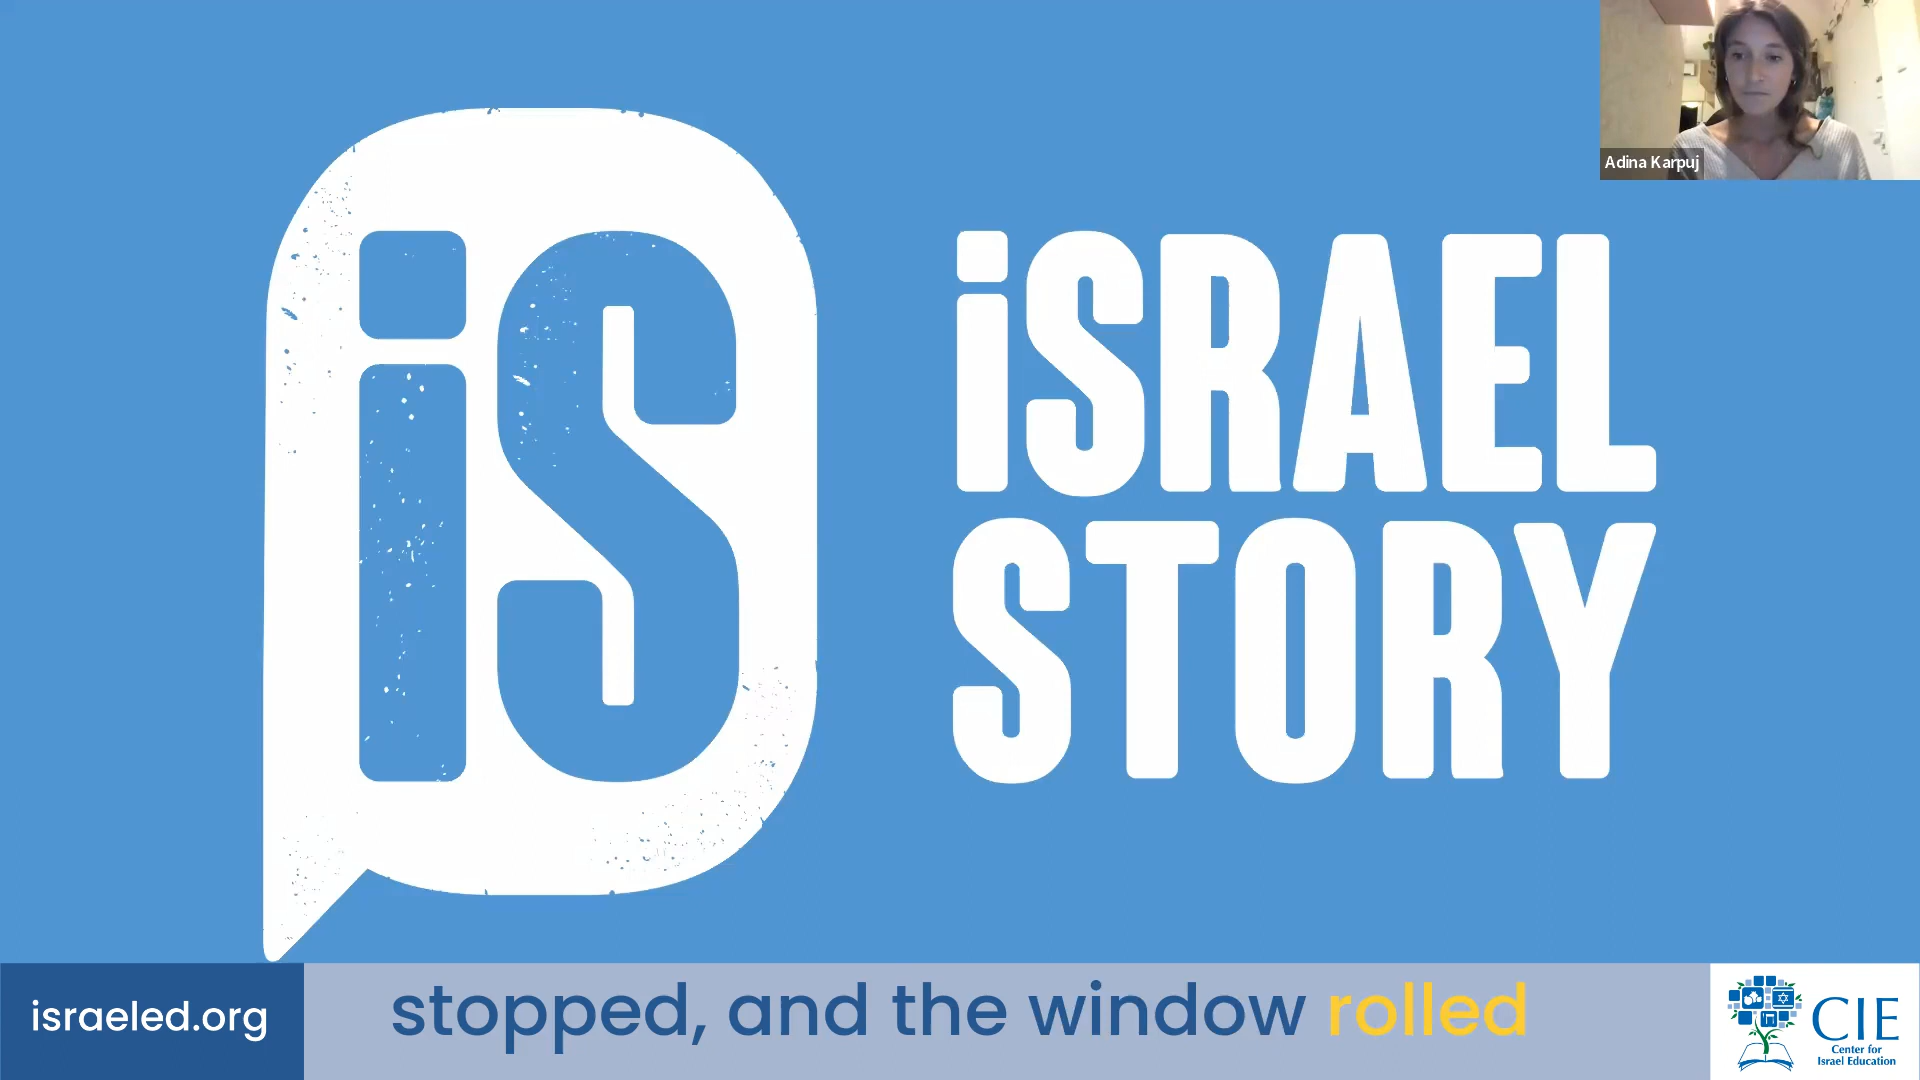 Adina Karpuj
iS
iSRAEL
STORY
israeled.org
stopped, and the window rolled
CIE
Center for
Israel Education